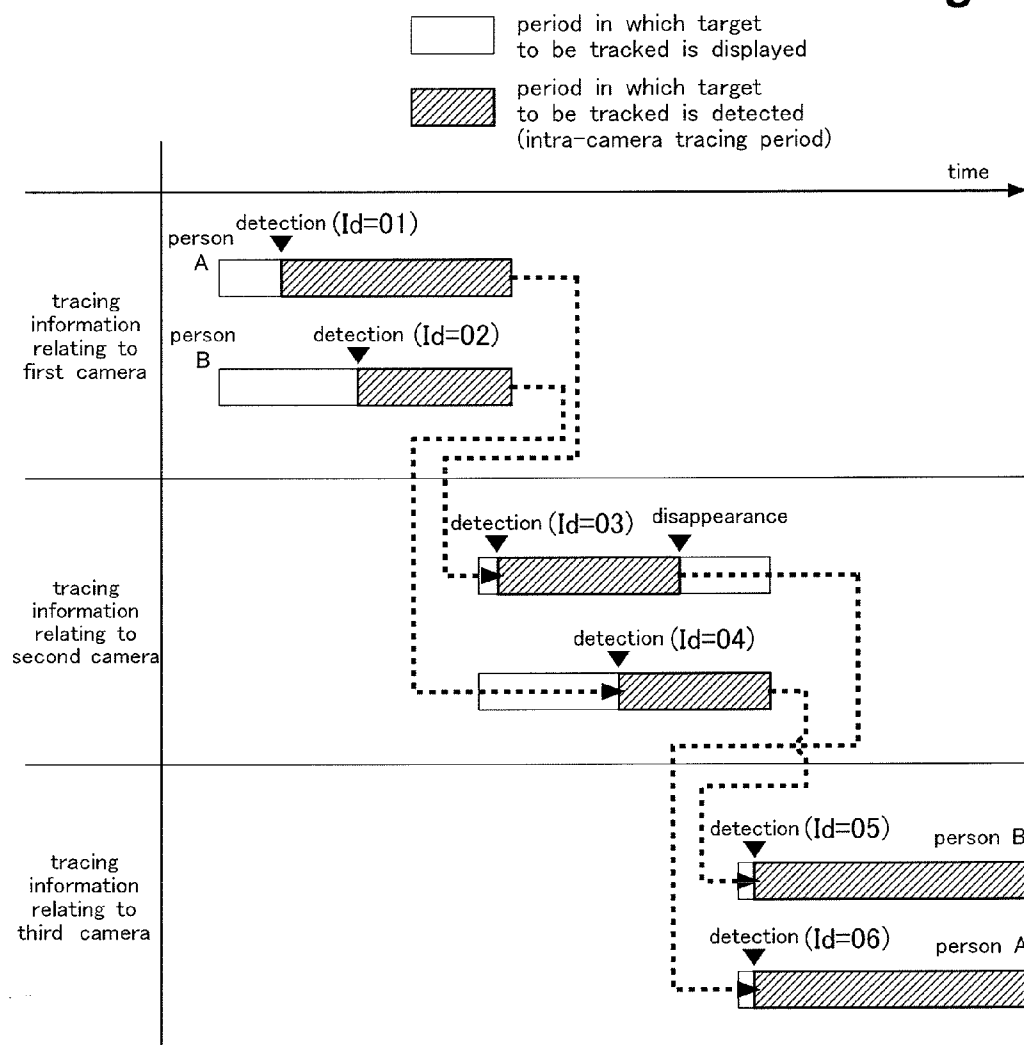 period in which target
to be tracked is displayed
period in which target
to be tracked is detected
(intra-camera tracing period)
time
detection (Id=01)
person
A
tracing
information
relating to
first camera
person
B
detection (Id=02)
detection (Id=03)
disappearance
tracing
information
relating to
second camera
detection (Id=04)
detection (Id=05)
person B
tracing
information
relating to
third camera
detection (Id=06)
person A